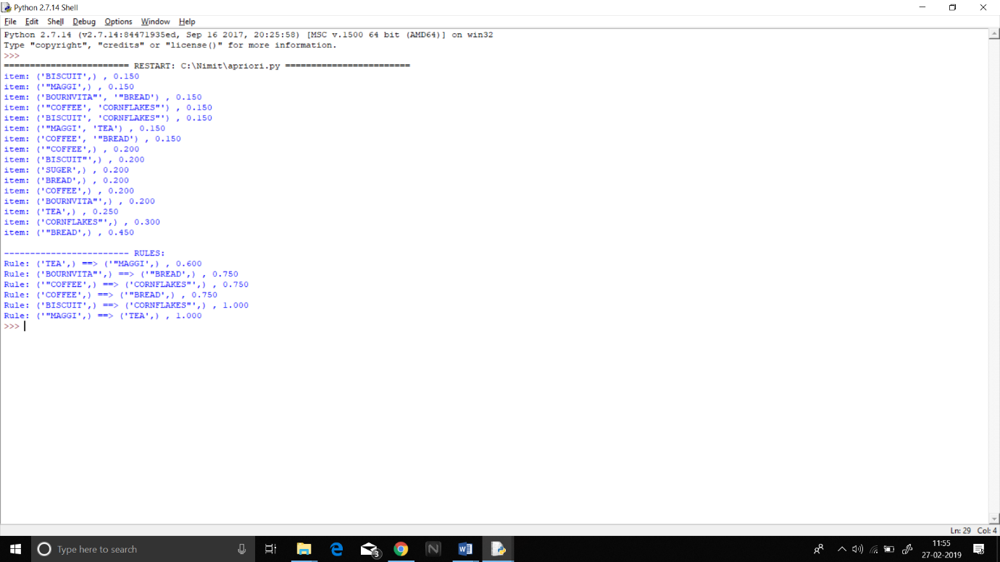 Python 2.7.14 Shell
File Edit Shell Debug Options Window Help
Python 2.7.14 (v2.7.14:84471935ed, Sep 16 2017, 20:25:58) [MSC v.1500 64 bit (AMD64)] on win32
Type "copyright", "credits" or "license()" for more information.
>>>
======================== RESTART: C:\Nimit\apriori.py ========================
item: ('BISCUIT',) , 0.150
item: ('"MAGGI',) , 0.150
item: ('BOURNVITA"', '"BREAD') , 0.150
item: ('"COFFEE', 'CORNFLAKES"') , 0.150
item: ('BISCUIT', 'CORNFLAKES"') , 0.150
item: ('"MAGGI', 'TEA') , 0.150
item: ('COFFEE', '"BREAD') , 0.150
item: ('"COFFEE',) , 0.200
item: ('BISCUIT"',) , 0.200
item: ('SUGER',) , 0.200
item: ('BREAD',) , 0.200
item: ('COFFEE',) , 0.200
item: ('BOURNVITA"',) , 0.200
item: ('TEA',) , 0.250
item: ('CORNFLAKES"',) , 0.300
item: ('"BREAD',) , 0.450
------------------------ RULES:
Rule: ('TEA',) ==> ('"MAGGI',) , 0.600
Rule: ('BOURNVITA"',) ==> ('"BREAD',) , 0.750
Rule: ('"COFFEE',) ==> ('CORNFLAKES"',) , 0.750
Rule: ('COFFEE',) ==> ('"BREAD',) , 0.750
Rule: ('BISCUIT',) ==> ('CORNFLAKES"',) , 1.000
Rule: ('"MAGGI',) ==> ('TEA',) , 1.000
>>>
Ln: 29 Col: 4
Type here to search
3
N
11:55
27-02-2019